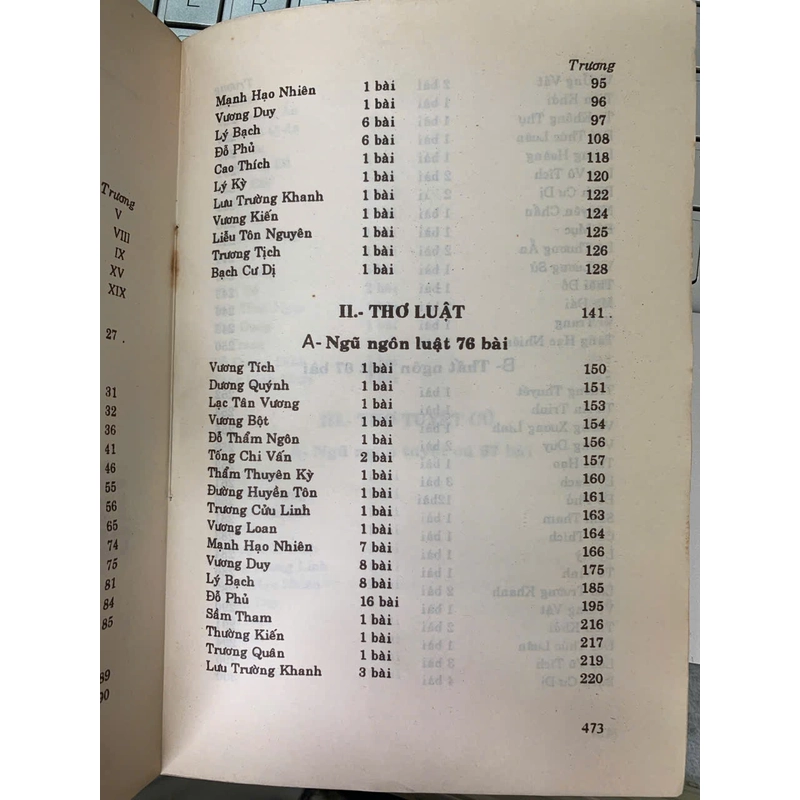 Trương
V
VIII
IX
XV
XIX
27
31
32
36
41
46
55
56
65
74
75
81
84
85
89
90
Trương
Mạnh Hạo Nhiên 1 bài 95
Vương Duy 1 bài 96
Lý Bạch 6 bài 97
Đỗ Phủ 6 bài 108
Cao Thích 1 bài 118
Lý Kỳ 1 bài 120
Lưu Trường Khanh 1 bài 122
Vương Kiến 1 bài 124
Liễu Tôn Nguyên 1 bài 125
Trương Tịch 1 bài 126
Bạch Cư Dị 1 bài 128
II.- THƠ LUẬT 141
A- Ngũ ngôn luật 76 bài
Vương Tích 1 bài 150
Dương Quýnh 1 bài 151
Lạc Tân Vương 1 bài 153
Vương Bột 1 bài 154
Đỗ Thẩm Ngôn 1 bài 156
Tống Chi Vấn 2 bài 157
Thẩm Thuyên Kỳ 1 bài 160
Đường Huyền Tôn 1 bài 161
Trương Cửu Linh 1 bài 163
Vương Loan 1 bài 164
Mạnh Hạo Nhiên 7 bài 166
Vương Duy 8 bài 175
Lý Bạch 8 bài 185
Đỗ Phủ 16 bài 195
Sầm Tham 1 bài 216
Thường Kiến 1 bài 217
Trương Quân 1 bài 219
Lưu Trường Khanh 3 bài 220
473